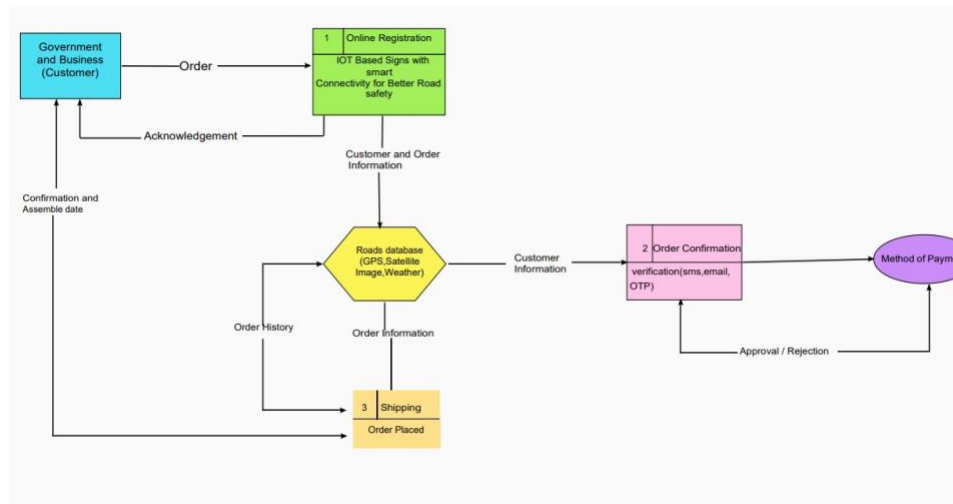 Government
and Business
(Customer)
Order
1 Online Registration
IOT Based Signs with
smart
Connectivity for Better Road
safety
Acknowledgement
Customer and Order
Information
Confirmation and
Assemble date
Roads database
(GPS,Satellite
Image,Weather)
Customer
Information
2 Order Confirmation
verification(sms,email,
OTP)
Method of Paym
Order History
Order Information
Approval / Rejection
3 Shipping
Order Placed